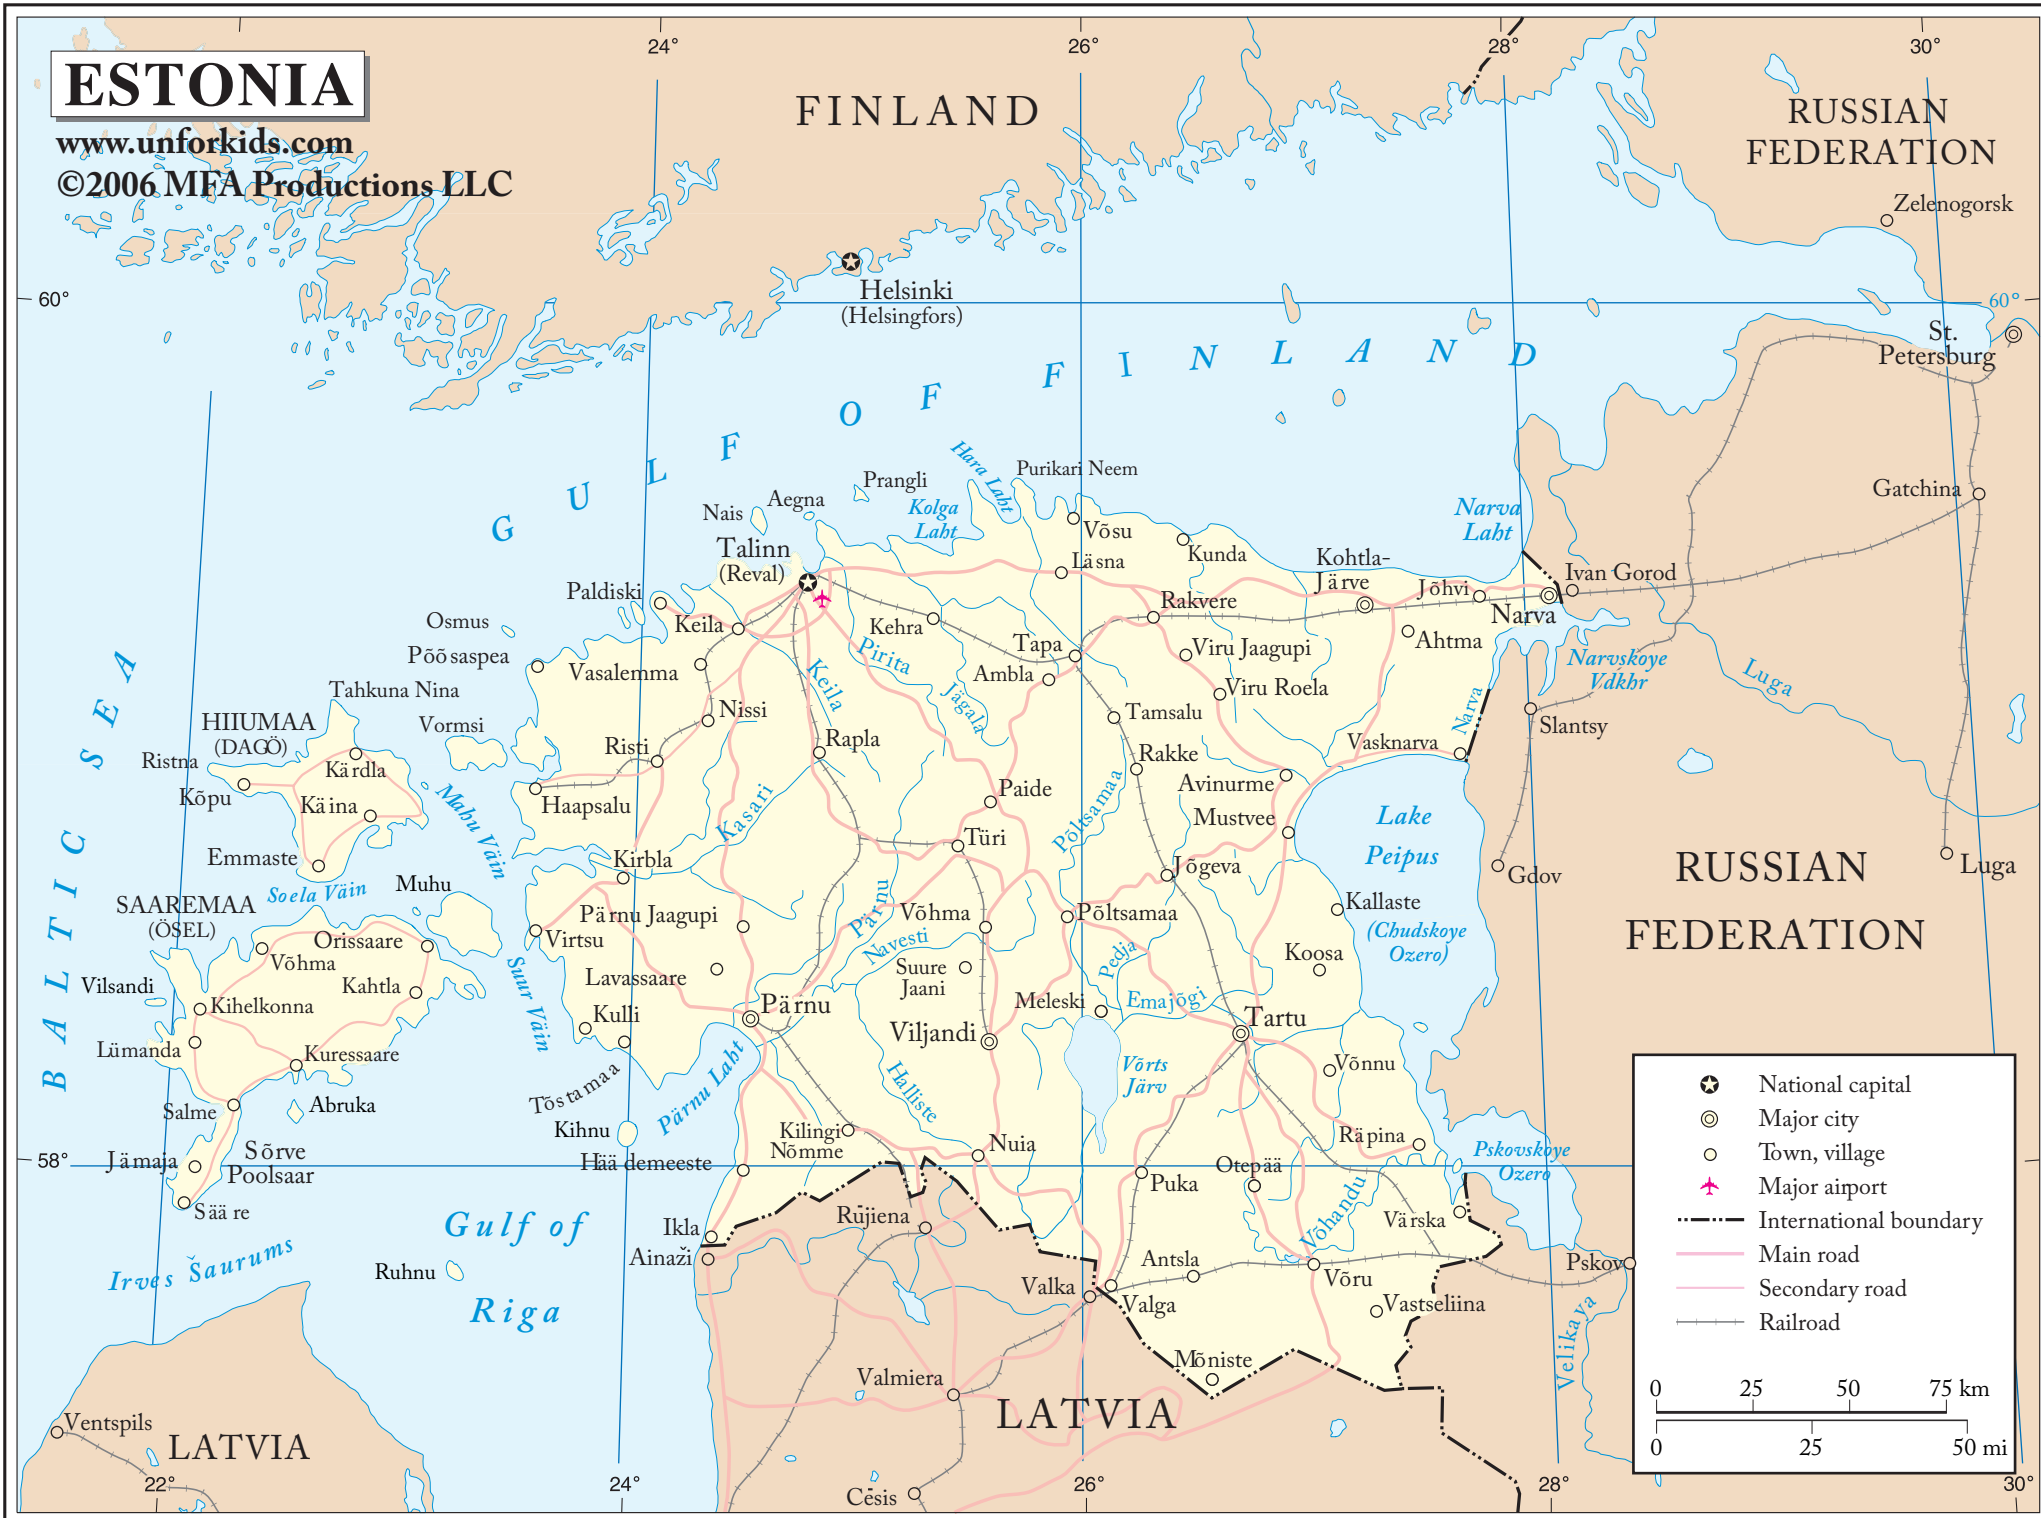 24°
26°
28°
30°
ESTONIA
www.unforkids.com
©2006 MFA Productions LLC
FINLAND
RUSSIAN
FEDERATION
Zelenogorsk
60°
Helsinki
(Helsingfors)
60°
St.
Petersburg
GULF OF FINLAND
Gatchina
Prangli
Aegna
Nais
Hara Laht
Purikari Neem
Kolga
Laht
Narva
Laht
Talinn
(Reval)
Võsu
Läsna
Kunda
Kohtla-
Järve
Jõhvi
Narva
Ivan Gorod
Paldiski
Keila
Kehra
Rakvere
Ahtma
Osmus
Põõsaspea
Vasalemma
Pirita
Keila
Jägala
Tapa
Ambla
Viru Jaagupi
Viru Roela
Narvskoye
Vdkhr
Luga
Tahkuna Nina
HIIUMAA
(DAGÖ)
Vormsi
Nissi
Tamsalu
Narva
Slantsy
Ristna
Kärdla
Risti
Rapla
Rakke
Vasknarva
Kõpu
Käina
Mahu Väin
Haapsalu
Kasari
Paide
Põltsamaa
Avinurme
Mustvee
Lake
Peipus
(Chudskoye
Ozero)
Emmaste
Soela Väin
Kirbla
Türi
Jõgeva
Gdov
RUSSIAN
FEDERATION
Luga
BALTIC SEA
SAAREMAA
(ÖSEL)
Muhu
Orissaare
Võhma
Kahtla
Virtsu
Pärnu Jaagupi
Pärnu
Navesti
Võhma
Põltsamaa
Kallaste
Vilsandi
Kihelkonna
Suur Väin
Lavassaare
Suure
Jaani
Pedja
Koosa
Kulli
Pärnu
Meleski
Emajõgi
Tartu
Lümanda
Kuressaare
Viljandi
Võrts
Järv
Võnnu
Salme
Abruka
Tõstamaa
Pärnu Laht
Halliste
Kihnu
Kilingi
Nõmme
Nuia
Räpina
Pskovskoye
Ozero
58°
Jämaja
Sõrve
Poolsaar
Häädemeeste
Puka
Otepää
Sääre
Võhandu
Värska
Gulf of
Riga
Ikla
Ainaži
Rūjiena
Irves Šaurums
Ruhnu
Antsla
Võru
Pskov
Valka
Valga
Vastseliina
Velikaya
Mõniste
Valmiera
LATVIA
Ventspils
LATVIA
Cēsis
National capital
Major city
Town, village
Major airport
International boundary
Main road
Secondary road
Railroad
0 25 50 75 km
0 25 50 mi
22°
24°
26°
28°
30°